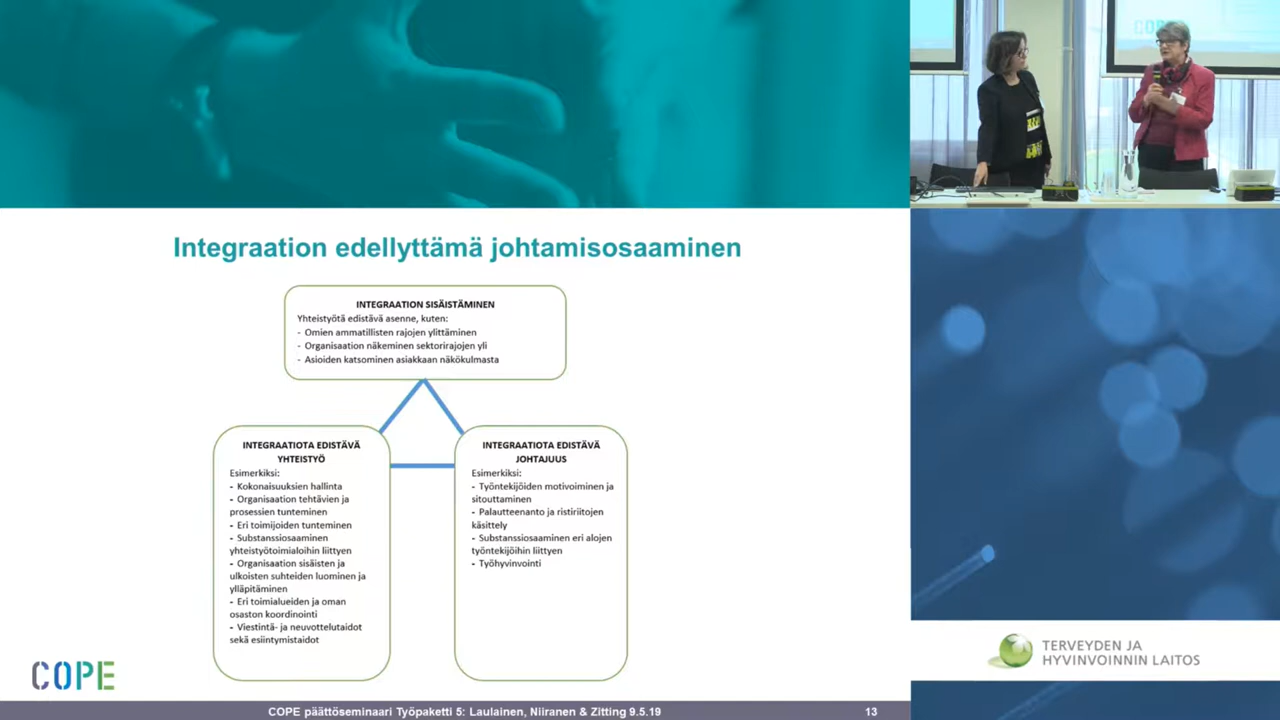 Integraation edellyttämä johtamisosaaminen
INTEGRAATION SISÄISTÄMINEN
Yhteistyötä edistävä asenne, kuten:
- Omien ammatillisten rajojen ylittäminen
- Organisaation näkeminen sektorirajojen yli
- Asioiden katsominen asiakkaan näkökulmasta
INTEGRAATIOTA EDISTÄVÄ
YHTEISTYÖ
Esimerkiksi:
- Kokonaisuuksien hallinta
- Organisaation tehtävien ja
prosessien tunteminen
- Eri toimijoiden tunteminen
- Substanssiosaaminen
yhteistyötoimialoihin liittyen
- Organisaation sisäisten ja
ulkoisten suhteiden luominen ja
ylläpitäminen
- Eri toimialueiden ja oman
osaston koordinointi
- Viestintä- ja neuvottelutaidot
sekä esiintymistaidot
INTEGRAATIOTA EDISTÄVÄ
JOHTAJUUS
Esimerkiksi:
- Työntekijöiden motivoiminen ja
sitouttaminen
- Palautteenanto ja ristiriitojen
käsittely
- Substanssiosaaminen eri alojen
työntekijöihin liittyen
- Työhyvinvointi
COPE
COPE päättöseminaari Työpaketti 5: Laulainen, Niiranen & Zitting 9.5.19
13
COPE
TERVEYDEN JA
HYVINVOINNIN LAITOS